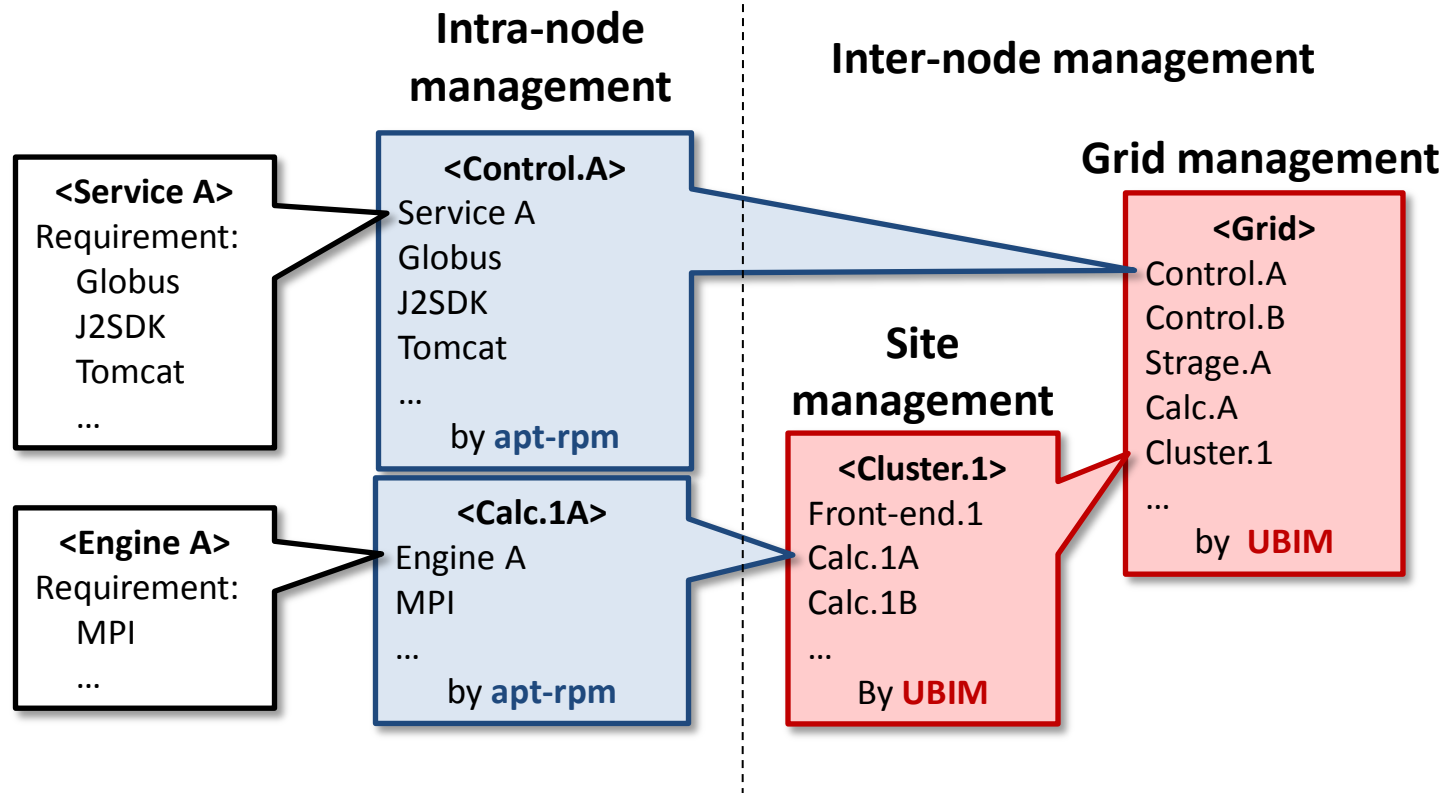 Intra-node
management
Inter-node management
<Service A>
Requirement:
Globus
J2SDK
Tomcat
...
<Control.A>
Service A
Globus
J2SDK
Tomcat
...
by apt-rpm
Grid management
<Grid>
Control.A
Control.B
Strage.A
Calc.A
Cluster.1
...
by UBIM
Site
management
<Cluster.1>
Front-end.1
Calc.1A
Calc.1B
...
By UBIM
<Engine A>
Requirement:
MPI
...
<Calc.1A>
Engine A
MPI
...
by apt-rpm